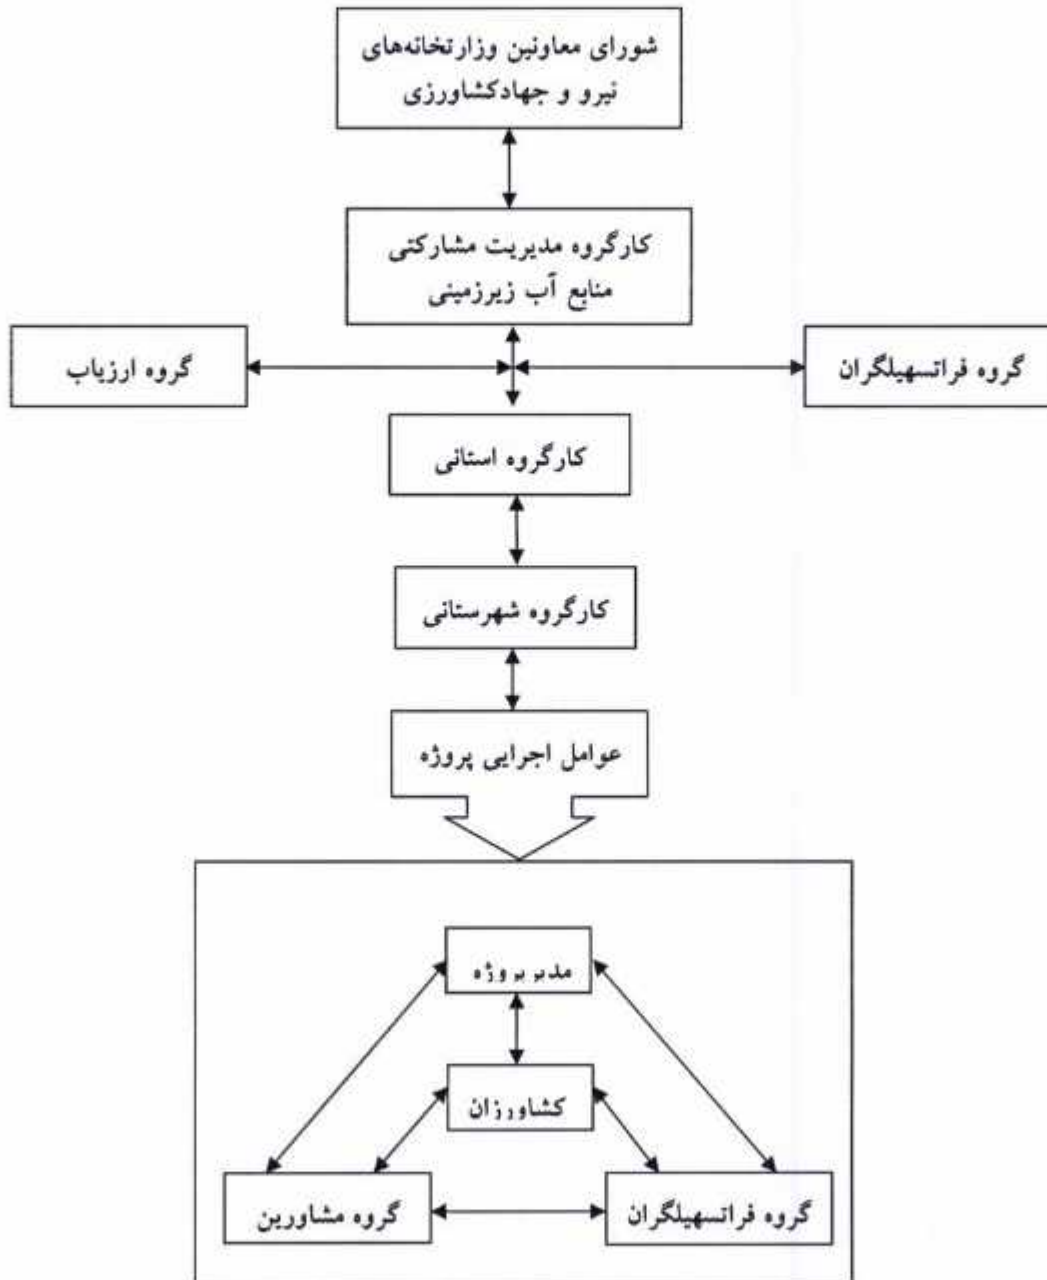 شورای معاونین وزارتخانه‌های
نیرو و جهادکشاورزی
کارگروه مدیریت مشارکتی
منابع آب زیرزمینی
گروه فراتسهیلگران
گروه ارزیاب
کارگروه استانی
کارگروه شهرستانی
عوامل اجرایی پروژه
مدیر پروژه
کشاورزان
گروه فراتسهیلگران
گروه مشاورین